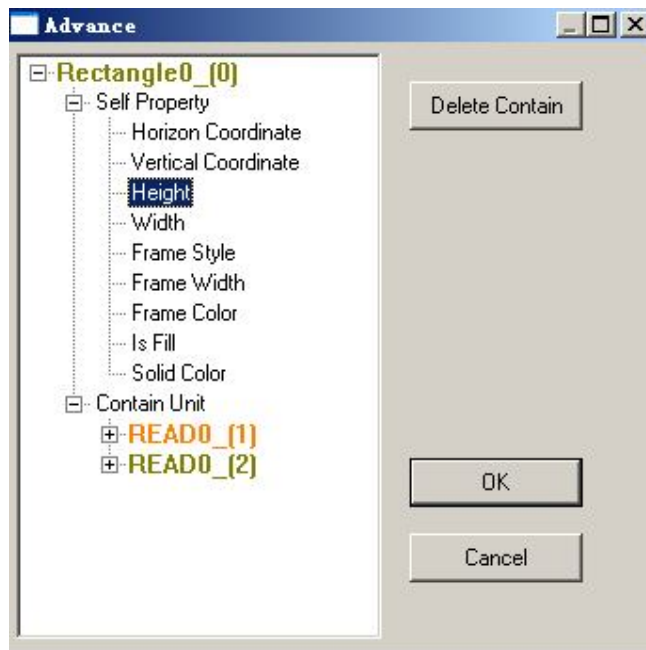 Advance
Rectangle0_(0)
Self Property
Horizon Coordinate
Vertical Coordinate
Height
Width
Frame Style
Frame Width
Frame Color
Is Fill
Solid Color
Contain Unit
READ0_(1)
READ0_(2)
Delete Contain
OK
Cancel